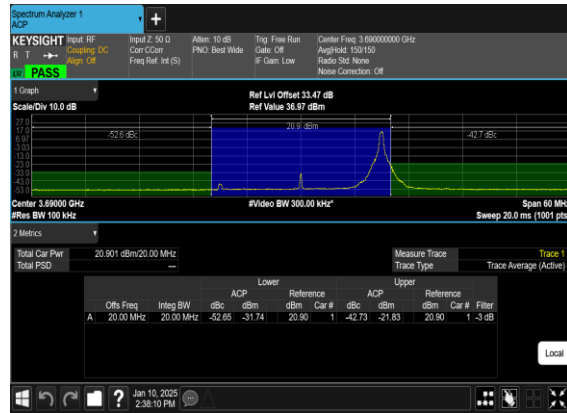 Spectrum Analyzer 1
ACP
+
KEYSIGHT Input: RF Input Z: 50 Ω Atten: 10 dB Trig: Free Run Center Freq: 3.690000000 GHz
R T Coupling: DC Corr CCorr PNO: Best Wide Gate: Off Avg|Hold: 150/150
Align: Off Freq Ref: Int (S) IF Gain: Low Radio Std: None
PASS Noise Correction: Off
1 Graph
Ref Lvl Offset 33.47 dB
Scale/Div 10.0 dB Ref Value 36.97 dBm
27.0
17.0
6.97
-3.03
-13.0
-23.0
-33.0
-43.0
-53.0
-52.6 dBc 20.9 dBm -42.7 dBc
Center 3.69000 GHz #Video BW 300.00 kHz* Span 60 MHz
#Res BW 100 kHz Sweep 20.0 ms (1001 pts)
2 Metrics
Total Car Pwr 20.901 dBm/20.00 MHz Measure Trace Trace 1
Total PSD --- Trace Type Trace Average (Active)
Lower Upper
ACP Reference ACP Reference
Offs Freq Integ BW dBc dBm dBm Car # dBc dBm dBm Car # Filter
A 20.00 MHz 20.00 MHz -52.65 -31.74 20.90 1 -42.73 -21.83 20.90 1 -3 dB
Local
?
Jan 10, 2025
2:38:10 PM